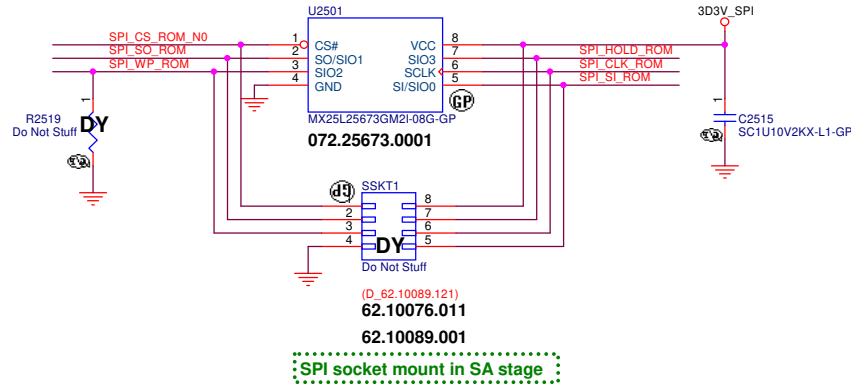 U2501
3D3V_SPI
SPI_CS_ROM_N0
1
CS#
VCC
8
SPI_SO_ROM
2
SO/SIO1
SIO3
7
SPI_HOLD_ROM
SPI_WP_ROM
3
SIO2
SCLK
6
SPI_CLK_ROM
4
GND
SI/SIO0
5
SPI_SI_ROM
GP
MX25L25673GM2I-08G-GP
072.25673.0001
1
R2519
Do Not Stuff
DY
1
C2515
SC1U10V2KX-L1-GP
GP
SSKT1
1
8
2
7
3
6
4
5
DY
Do Not Stuff
(D_62.10089.121)
62.10076.011
62.10089.001
SPI socket mount in SA stage